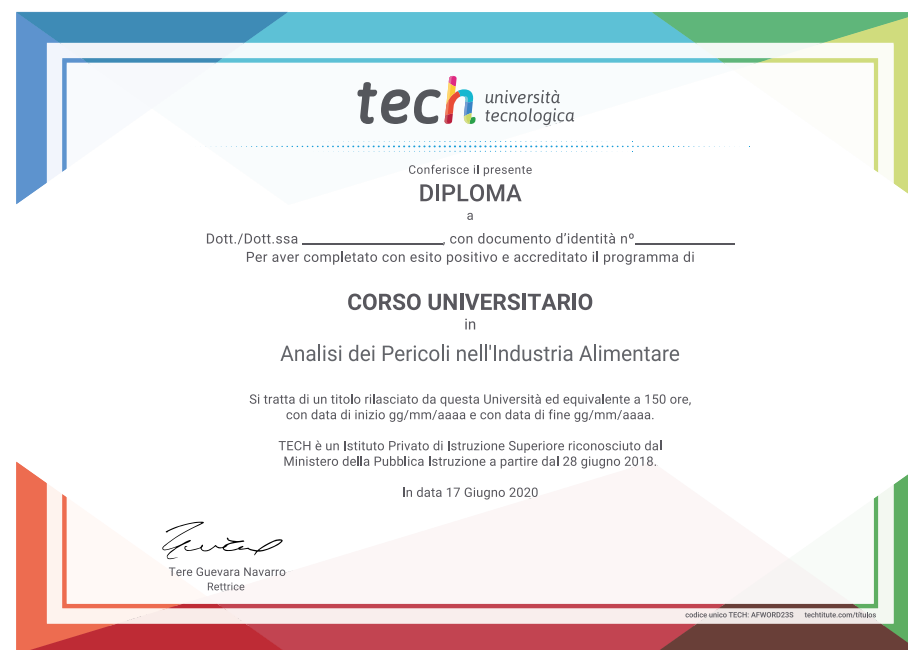 tech università
tecnologica
Conferisce il presente
DIPLOMA
a
Dott./Dott.ssa ____________________, con documento d'identità nº______________
Per aver completato con esito positivo e accreditato il programma di
CORSO UNIVERSITARIO
in
Analisi dei Pericoli nell'Industria Alimentare
Si tratta di un titolo rilasciato da questa Università ed equivalente a 150 ore,
con data di inizio gg/mm/aaaa e con data di fine gg/mm/aaaa.
TECH è un Istituto Privato di Istruzione Superiore riconosciuto dal
Ministero della Pubblica Istruzione a partire dal 28 giugno 2018.
In data 17 Giugno 2020
Tere Guevara Navarro
Rettrice
codice unico TECH: AFWORD23S techtitute.com/titulos